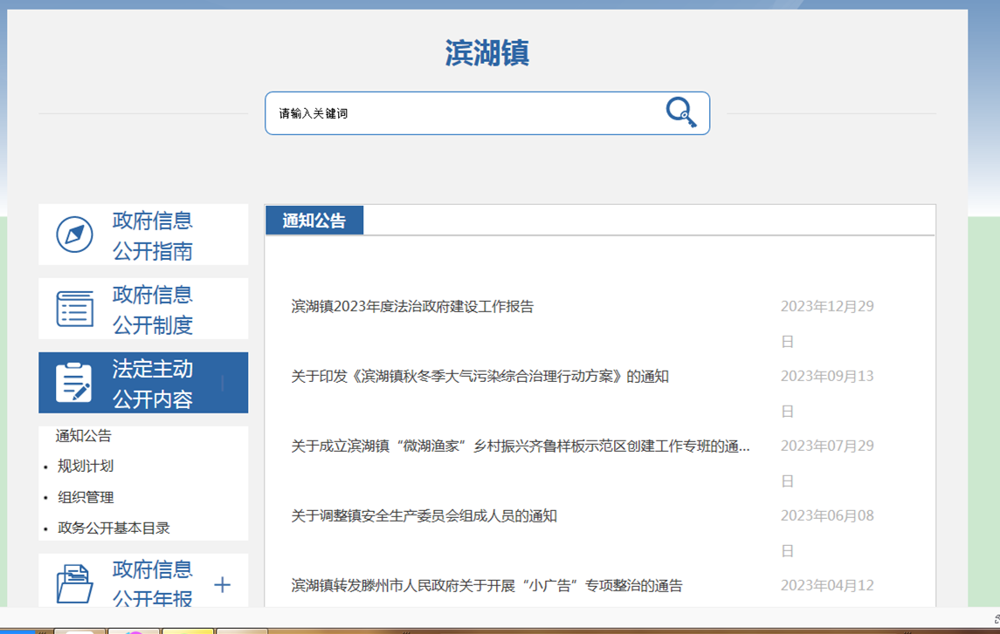 滨湖镇
请输入关键词
政府信息
公开指南
政府信息
公开制度
法定主动
公开内容
通知公告
• 规划计划
• 组织管理
• 政务公开基本目录
政府信息
公开年报
通知公告
滨湖镇2023年度法治政府建设工作报告 2023年12月29
日
关于印发《滨湖镇秋冬季大气污染综合治理行动方案》的通知 2023年09月13
日
关于成立滨湖镇“微湖渔家”乡村振兴齐鲁样板示范区创建工作专班的通... 2023年07月29
日
关于调整镇安全生产委员会组成人员的通知 2023年06月08
日
滨湖镇转发滕州市人民政府关于开展“小广告”专项整治的通告 2023年04月12